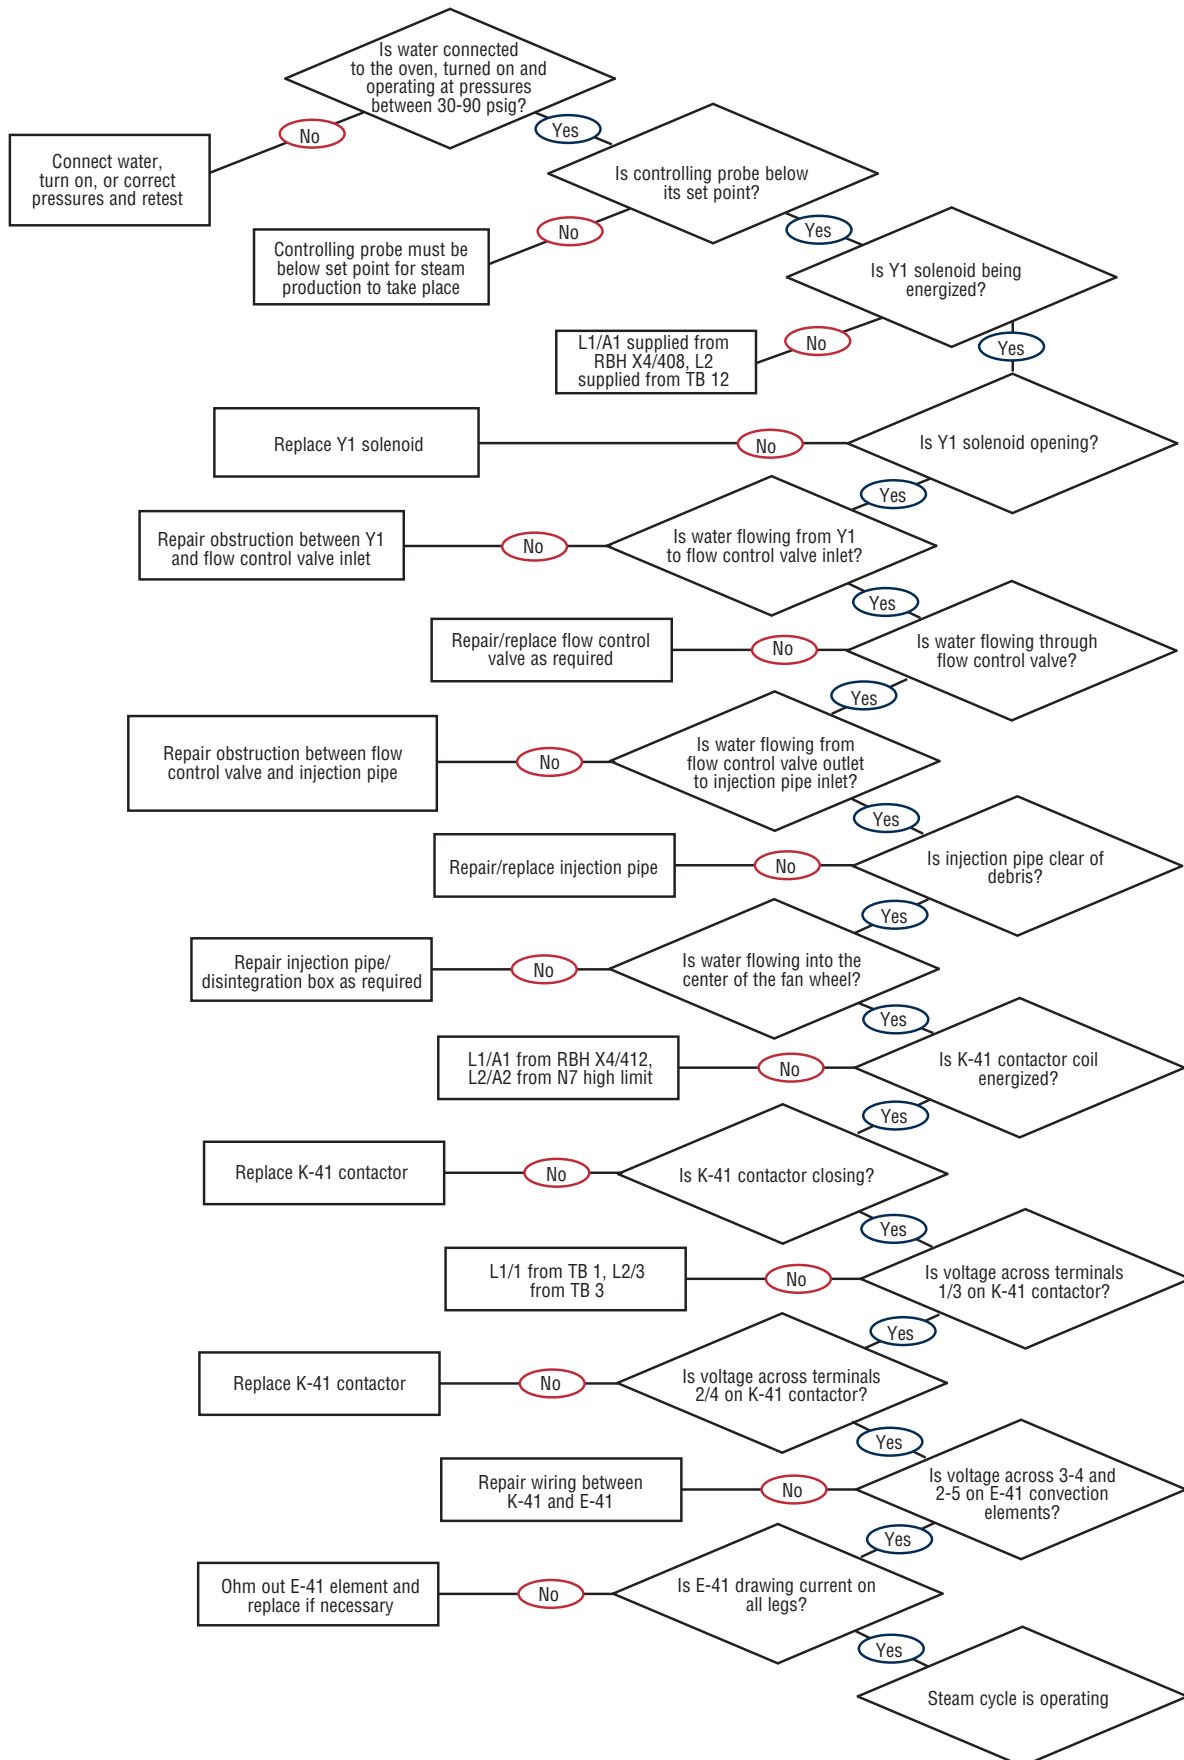 Is water connected
to the oven, turned on and
operating at pressures
between 30-90 psig?
No
Yes
Connect water,
turn on, or correct
pressures and retest
Is controlling probe below
its set point?
No
Yes
Controlling probe must be
below set point for steam
production to take place
Is Y1 solenoid being
energized?
No
Yes
L1/A1 supplied from
RBH X4/408, L2
supplied from TB 12
Is Y1 solenoid opening?
No
Replace Y1 solenoid
Yes
Is water flowing from Y1
to flow control valve inlet?
No
Repair obstruction between Y1
and flow control valve inlet
Yes
Is water flowing through
flow control valve?
No
Repair/replace flow control
valve as required
Yes
Is water flowing from
flow control valve outlet
to injection pipe inlet?
No
Repair obstruction between flow
control valve and injection pipe
Yes
Is injection pipe clear of
debris?
No
Repair/replace injection pipe
Yes
Is water flowing into the
center of the fan wheel?
No
Repair injection pipe/
disintegration box as required
Yes
Is K-41 contactor coil
energized?
No
L1/A1 from RBH X4/412,
L2/A2 from N7 high limit
Yes
Is K-41 contactor closing?
No
Replace K-41 contactor
Yes
Is voltage across terminals
1/3 on K-41 contactor?
No
L1/1 from TB 1, L2/3
from TB 3
Yes
Is voltage across terminals
2/4 on K-41 contactor?
No
Replace K-41 contactor
Yes
Is voltage across 3-4 and
2-5 on E-41 convection
elements?
No
Repair wiring between
K-41 and E-41
Yes
Is E-41 drawing current on
all legs?
No
Ohm out E-41 element and
replace if necessary
Yes
Steam cycle is operating